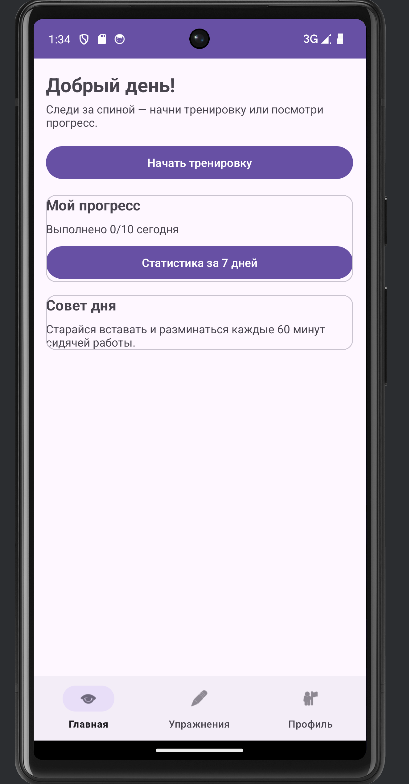 1:34
3G
Добрый день!
Следи за спиной — начни тренировку или посмотри
прогресс.
Начать тренировку
Мой прогресс
Выполнено 0/10 сегодня
Статистика за 7 дней
Совет дня
Старайся вставать и разминаться каждые 60 минут
сидячей работы.
Главная
Упражнения
Профиль